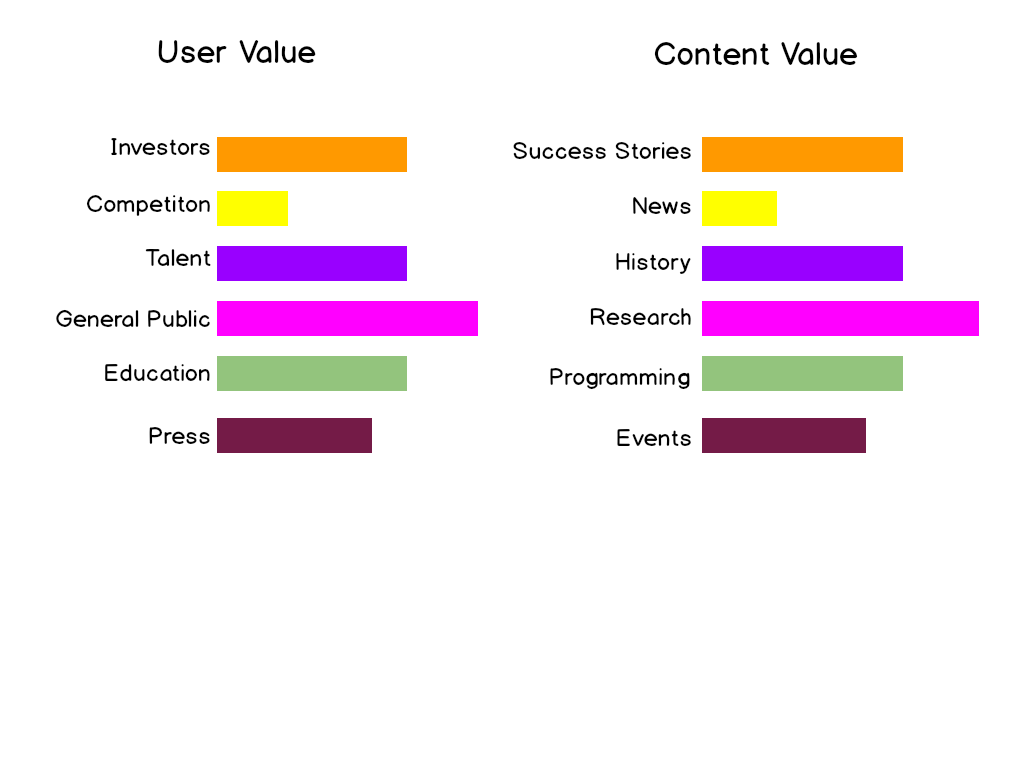 User Value
Investors
Competiton
Talent
General Public
Education
Press
Content Value
Success Stories
News
History
Research
Programming
Events